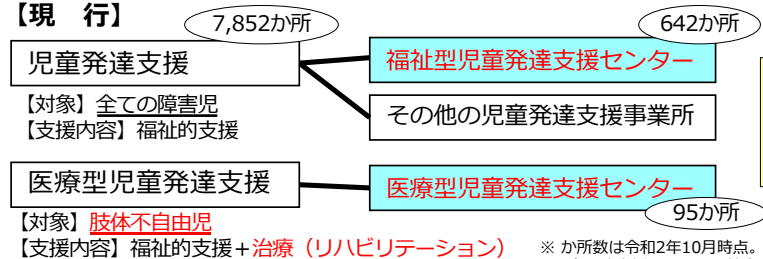 【現　行】
7,852か所
642か所
児童発達支援
福祉型児童発達支援センター
【対象】全ての障害児
【支援内容】福祉的支援
その他の児童発達支援事業所
医療型児童発達支援
医療型児童発達支援センター
95か所
【対象】肢体不自由児
【支援内容】福祉的支援＋治療（リハビリテーション）
※ か所数は令和2年10月時点。